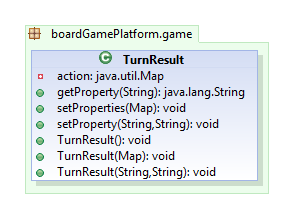 boardGamePlatform.game
TurnResult
action: java.util.Map
getProperty(String): java.lang.String
setProperties(Map): void
setProperty(String,String): void
TurnResult(): void
TurnResult(Map): void
TurnResult(String,String): void